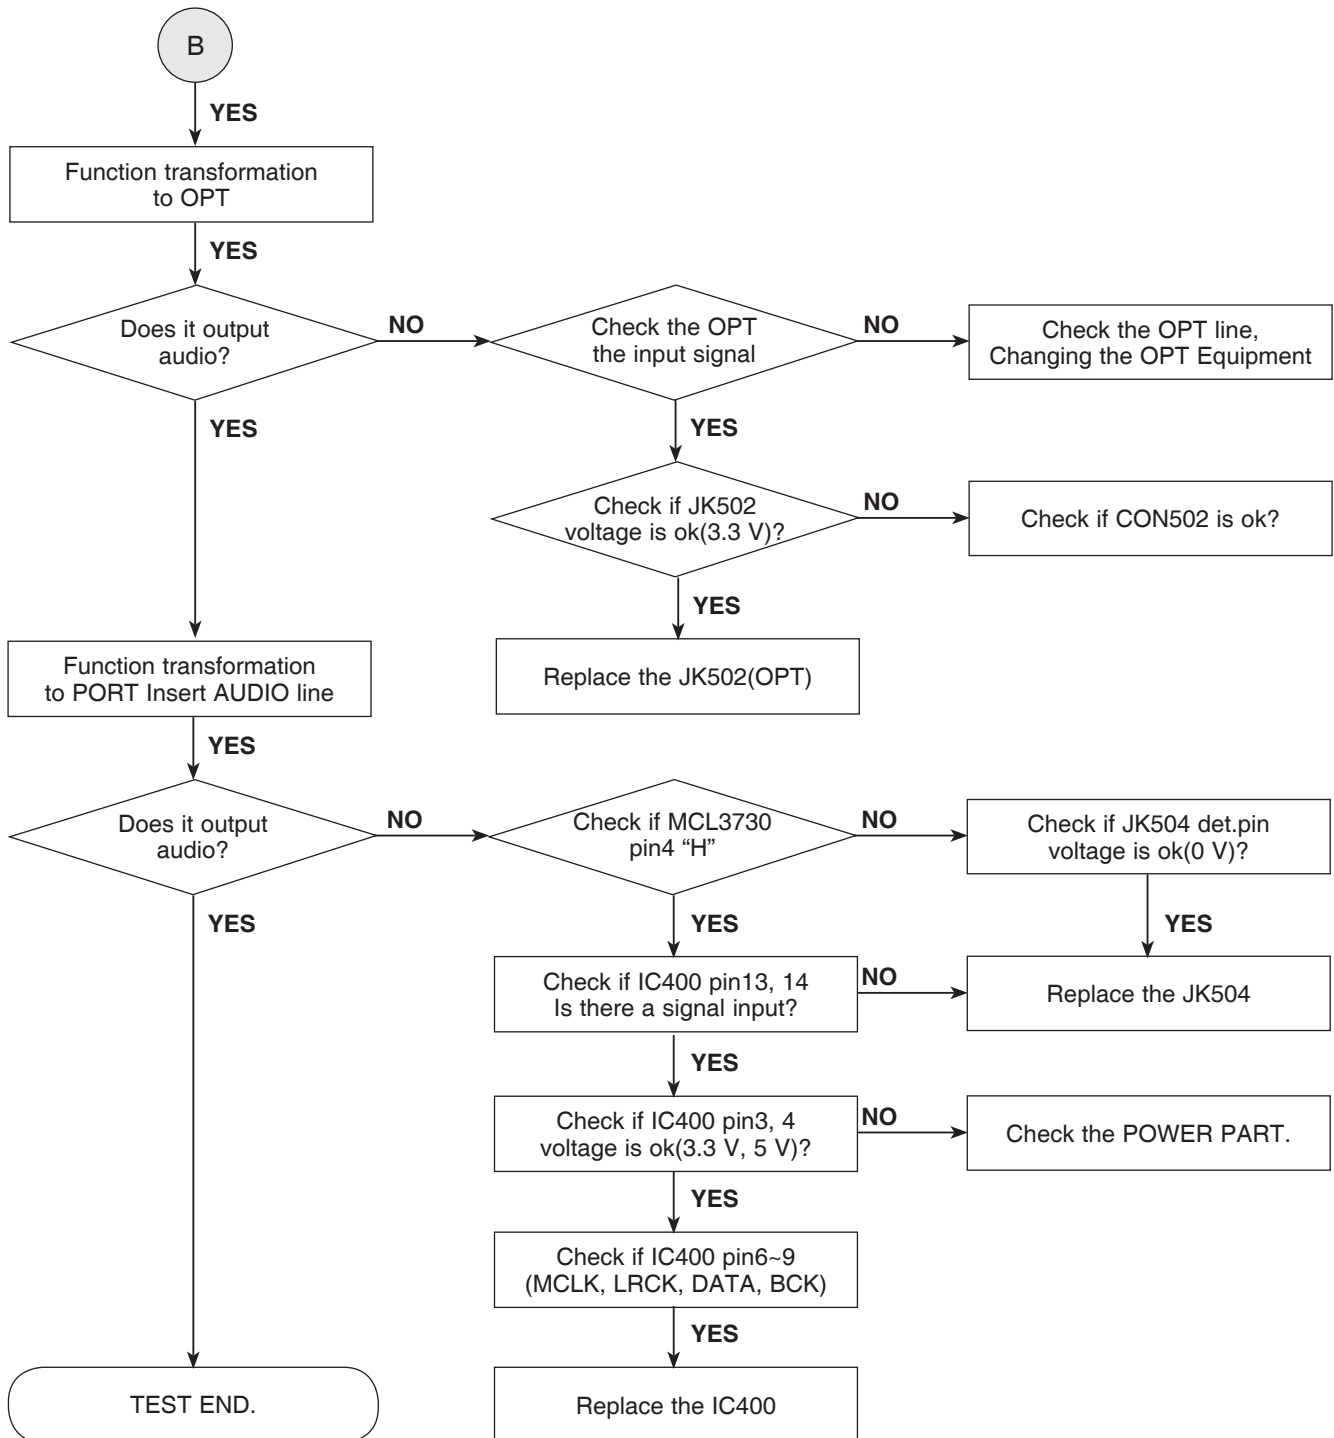 B
YES
Function transformation
to OPT
YES
Does it output
audio?
NO
Check the OPT
the input signal
NO
Check the OPT line,
Changing the OPT Equipment
YES
YES
Check if JK502
voltage is ok(3.3 V)?
NO
Check if CON502 is ok?
YES
Replace the JK502(OPT)
Function transformation
to PORT Insert AUDIO line
YES
Does it output
audio?
NO
Check if MCL3730
pin4 “H”
NO
Check if JK504 det.pin
voltage is ok(0 V)?
YES
YES
YES
Check if IC400 pin13, 14
Is there a signal input?
NO
Replace the JK504
YES
Check if IC400 pin3, 4
voltage is ok(3.3 V, 5 V)?
NO
Check the POWER PART.
YES
Check if IC400 pin6~9
(MCLK, LRCK, DATA, BCK)
YES
TEST END.
Replace the IC400